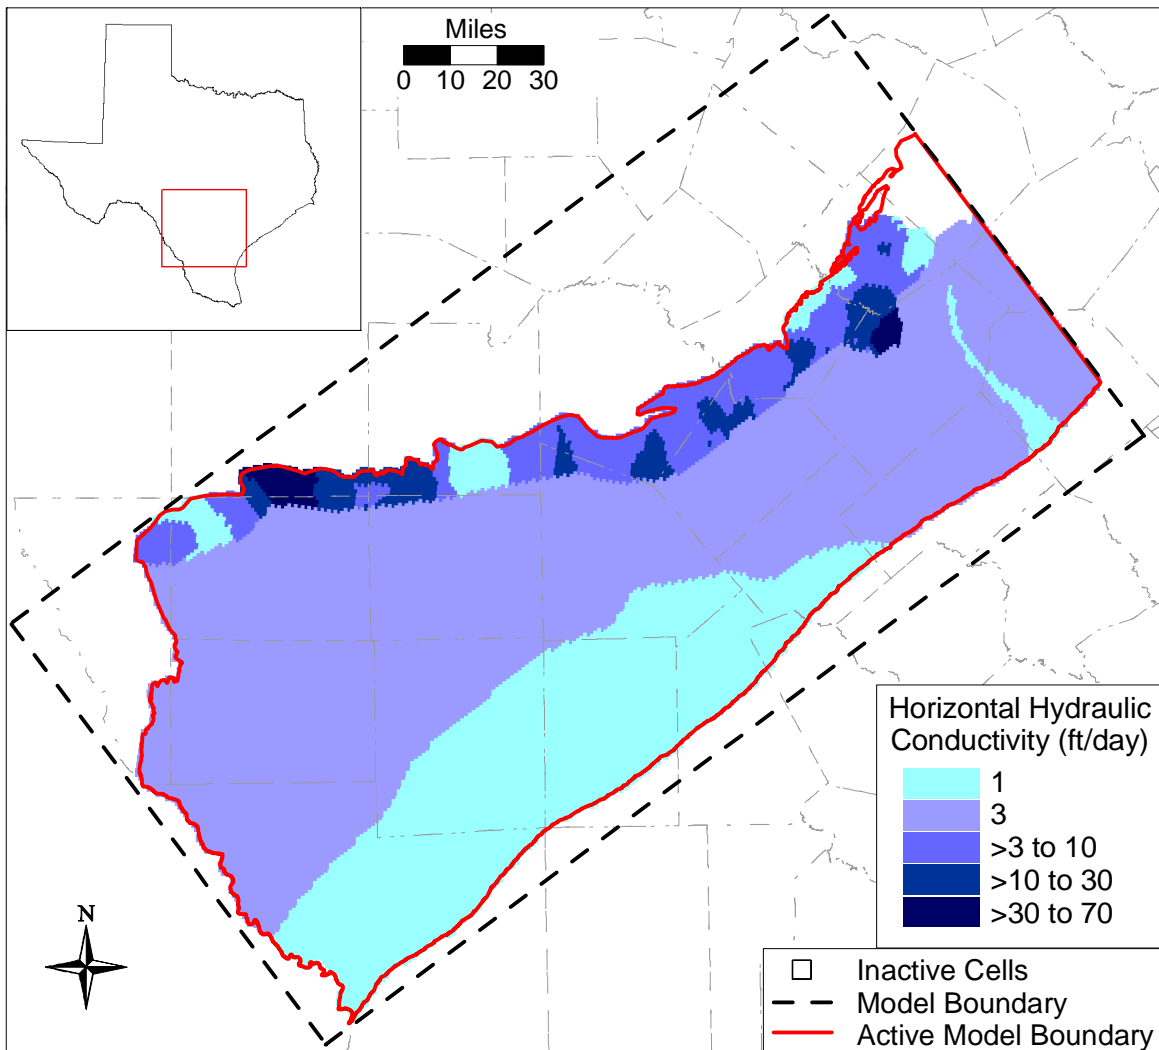 Miles
0 10 20 30
Horizontal Hydraulic
Conductivity (ft/day)
1
3
>3 to 10
>10 to 30
>30 to 70
N
Inactive Cells
Model Boundary
Active Model Boundary